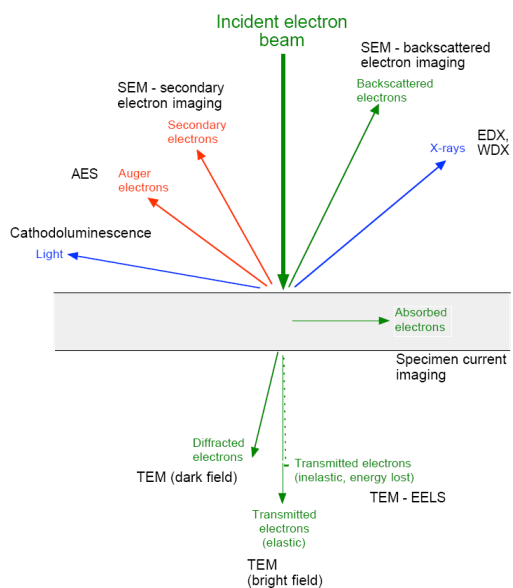 Incident electron
beam
SEM - backscattered
electron imaging
Backscattered
electrons
SEM - secondary
electron imaging
Secondary
electrons
EDX,
WDX
X-rays
AES
Auger
electrons
Cathodoluminescence
Light
Absorbed
electrons
Specimen current
imaging
Diffracted
electrons
TEM (dark field)
Transmitted electrons
(inelastic, energy lost)
TEM - EELS
Transmitted
electrons
(elastic)
TEM
(bright field)